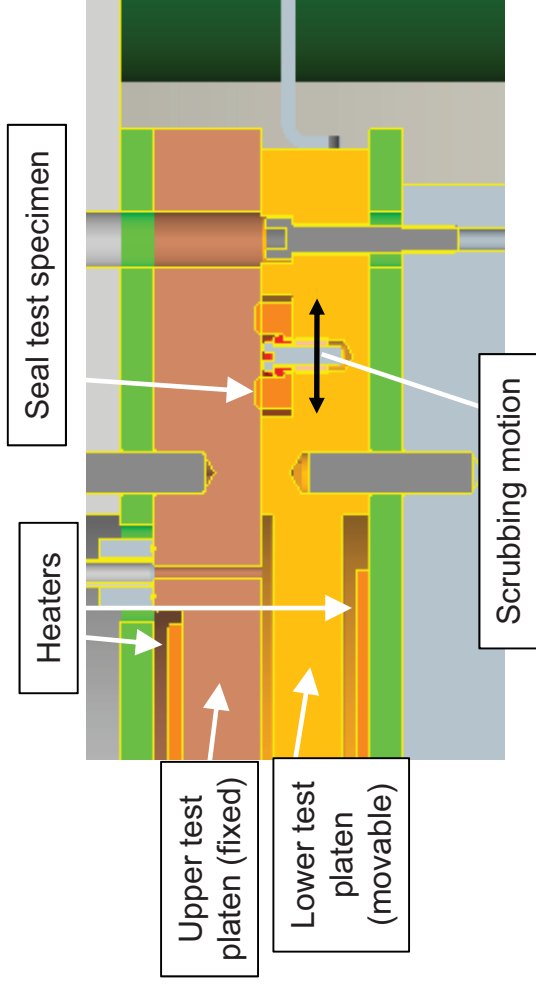 Heaters
Seal test specimen
Upper test
platen (fixed)
Lower test
platen
(movable)
Scrubbing motion